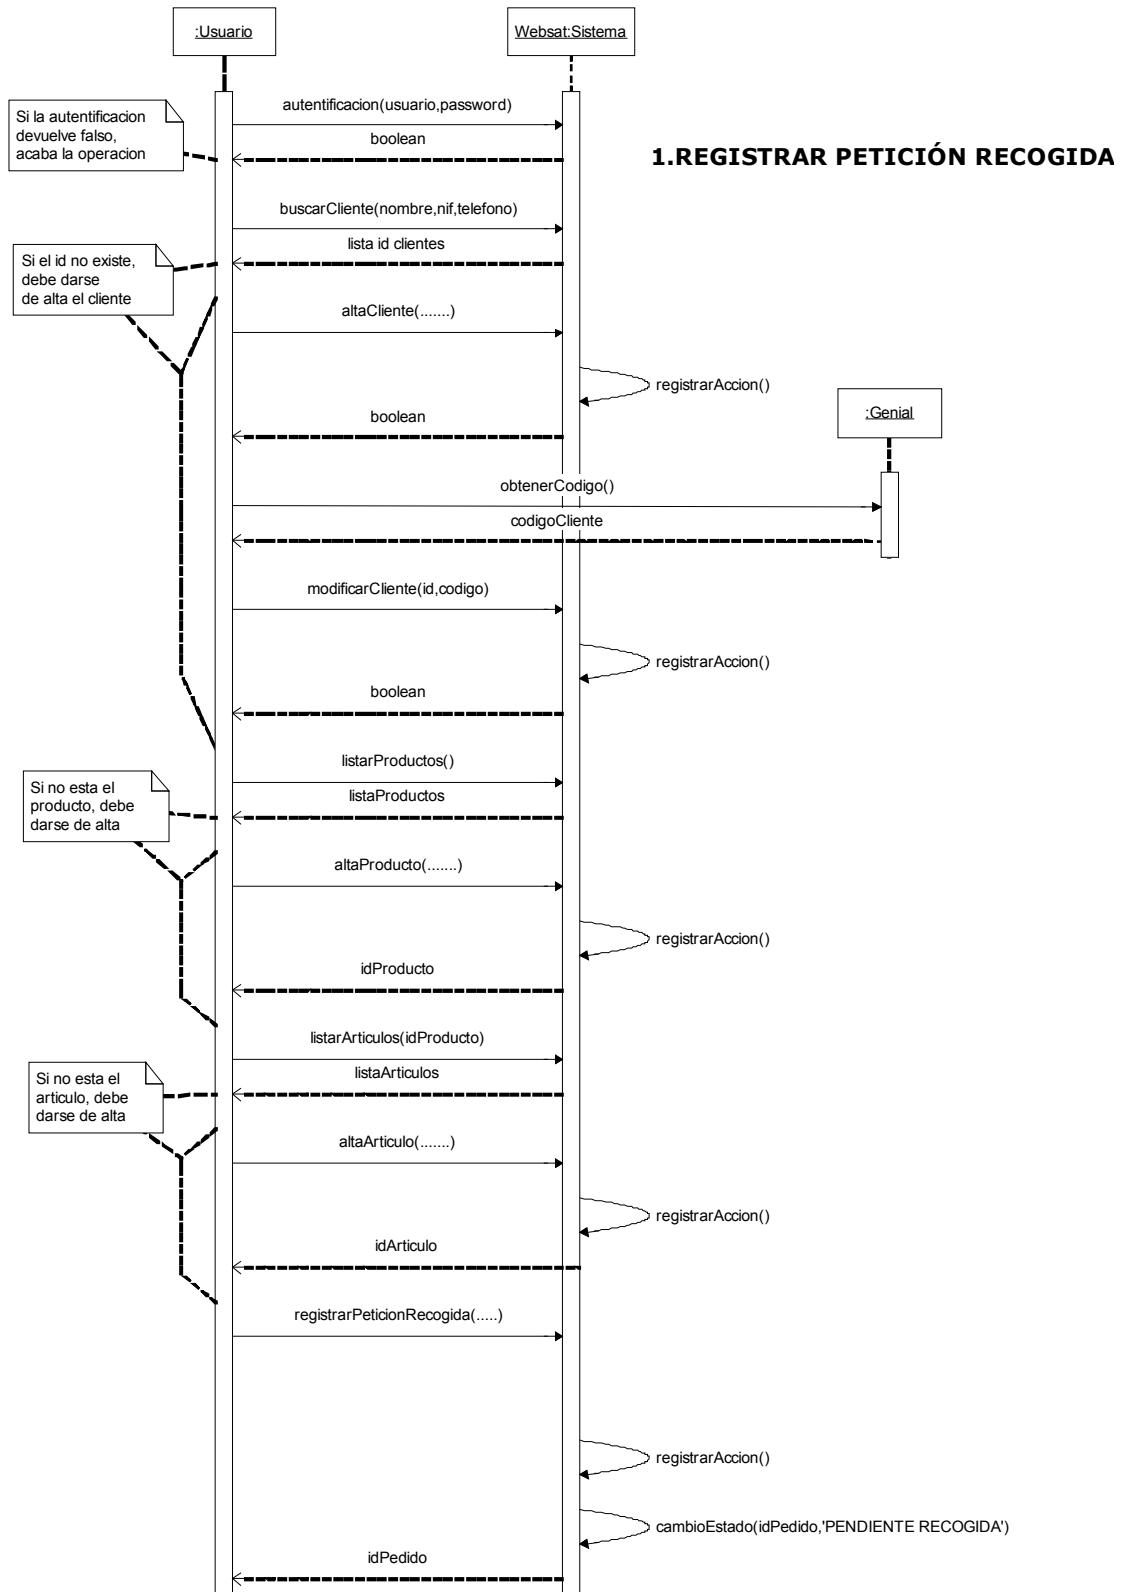 :Usuario
Websat:Sistema
autentificacion(usuario,password)
Si la autentificacion
devuelve falso,
acaba la operacion
boolean
1.REGISTRAR PETICIÓN RECOGIDA
buscarCliente(nombre,nif,telefono)
lista id clientes
Si el id no existe,
debe darse
de alta el cliente
altaCliente(.......)
registrarAccion()
:Genial
boolean
obtenerCodigo()
codigoCliente
modificarCliente(id,codigo)
registrarAccion()
boolean
listarProductos()
Si no esta el
producto, debe
darse de alta
listaProductos
altaProducto(.......)
registrarAccion()
idProducto
listarArticulos(idProducto)
Si no esta el
articulo, debe
darse de alta
listaArticulos
altaArticulo(.......)
registrarAccion()
idArticulo
registrarPeticionRecogida(.....)
registrarAccion()
cambioEstado(idPedido,'PENDIENTE RECOGIDA')
idPedido